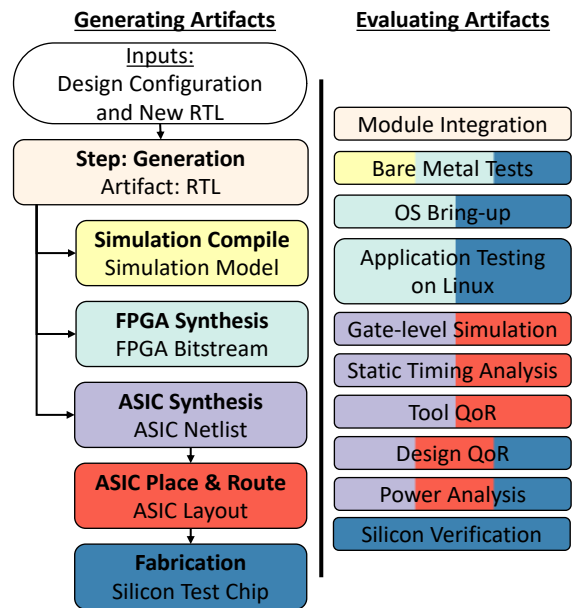 Generating Artifacts
Inputs:
Design Configuration
and New RTL
Step: Generation
Artifact: RTL
Simulation Compile
Simulation Model
FPGA Synthesis
FPGA Bitstream
ASIC Synthesis
ASIC Netlist
ASIC Place & Route
ASIC Layout
Fabrication
Silicon Test Chip
Evaluating Artifacts
Module Integration
Bare Metal Tests
OS Bring-up
Application Testing
on Linux
Gate-level Simulation
Static Timing Analysis
Tool QoR
Design QoR
Power Analysis
Silicon Verification